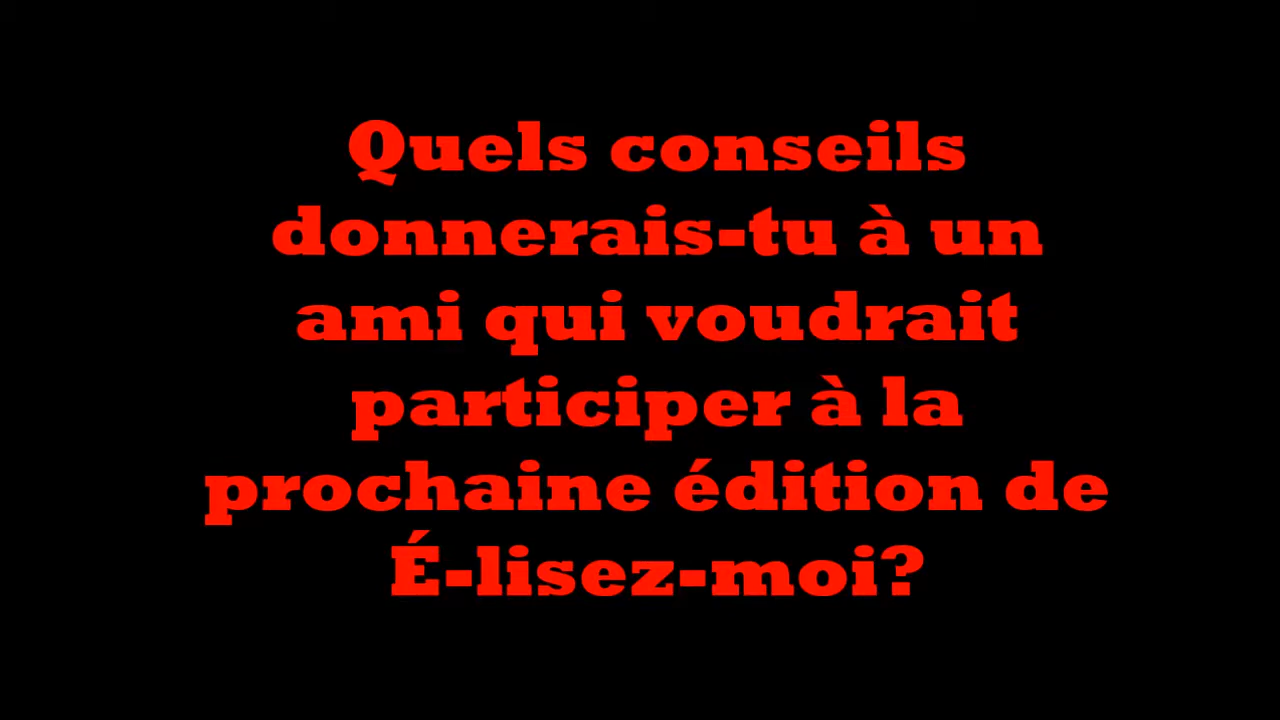 Quels conseils
donnerais-tu à un
ami qui voudrait
participer à la
prochaine édition de
É-lisez-moi?